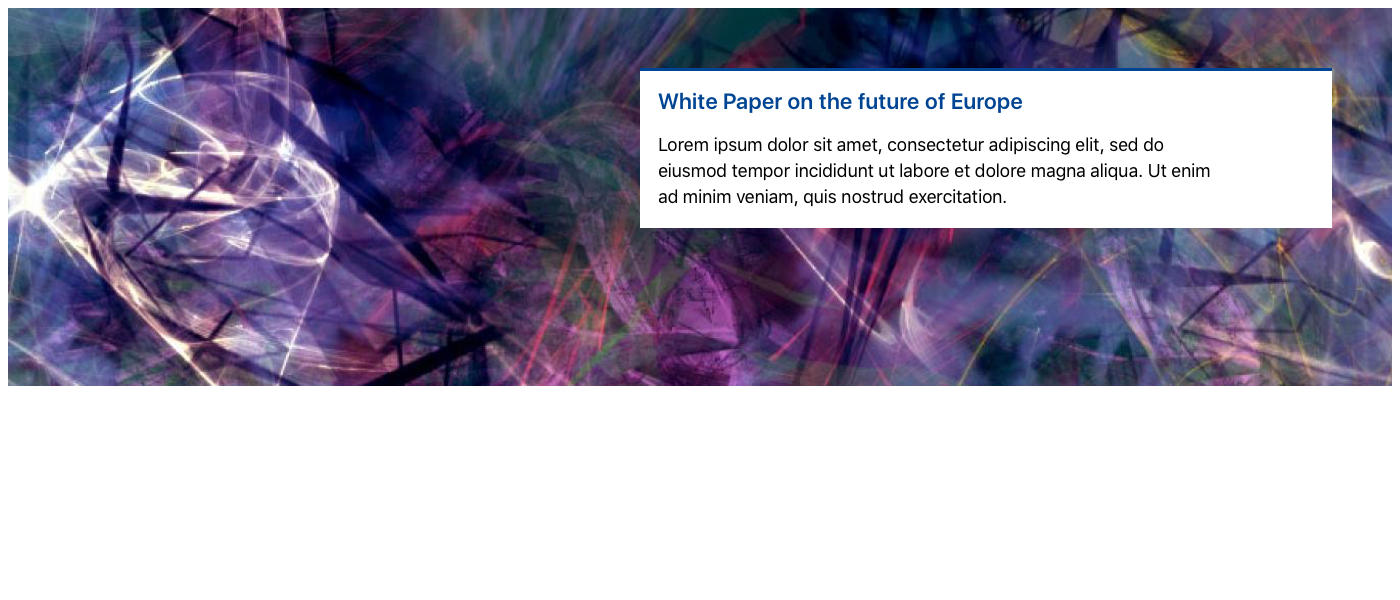 White Paper on the future of Europe
Lorem ipsum dolor sit amet, consectetur adipiscing elit, sed do
eiusmod tempor incididunt ut labore et dolore magna aliqua. Ut enim
ad minim veniam, quis nostrud exercitation.